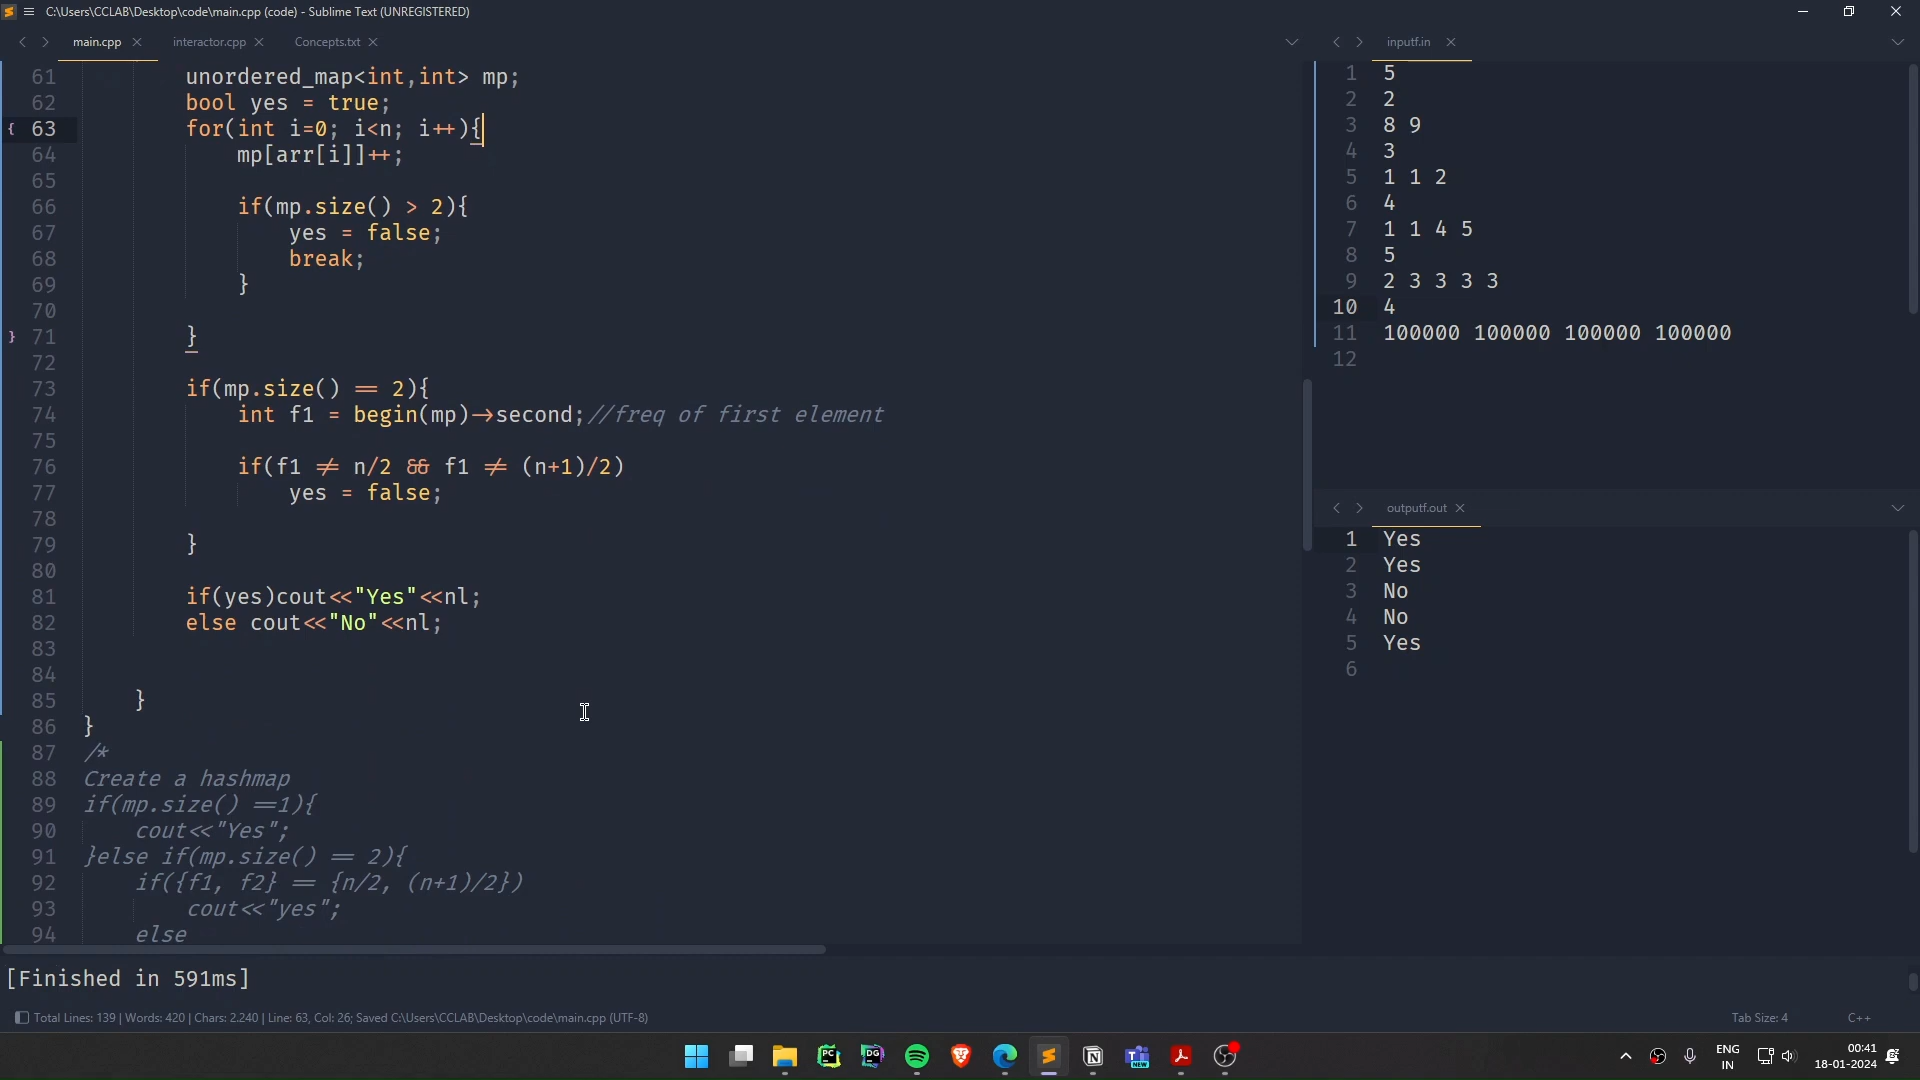 C:\Users\CCLAB\Desktop\code\main.cpp (code) - Sublime Text (UNREGISTERED)
main.cpp
interactor.cpp
Concepts.txt
61 unordered_map<int,int> mp;
62 bool yes = true;
63 for(int i=0; i<n; i++){
64 mp[arr[i]]++;
65
66 if(mp.size() > 2){
67 yes = false;
68 break;
69 }
70
71 }
72
73 if(mp.size() == 2){
74 int f1 = begin(mp)->second;//freq of first element
75
76 if(f1 != n/2 && f1 != (n+1)/2)
77 yes = false;
78
79 }
80
81 if(yes)cout<<"Yes"<<nl;
82 else cout<<"No"<<nl;
83
84
85 }
86 }
87 /*
88 Create a hashmap
89 if(mp.size() ==1){
90 cout<<"Yes";
91 }else if(mp.size() == 2){
92 if({f1, f2} == {n/2, (n+1)/2})
93 cout<<"yes";
94 else
inputf.in
1 5
2 2
3 8 9
4 3
5 1 1 2
6 4
7 1 1 4 5
8 5
9 2 3 3 3 3
10 4
11 100000 100000 100000 100000
12
outputf.out
1 Yes
2 Yes
3 No
4 No
5 Yes
6
[Finished in 591ms]
Total Lines: 139 | Words: 420 | Chars: 2.240 | Line: 63, Col: 26; Saved C:\Users\CCLAB\Desktop\code\main.cpp (UTF-8)
Tab Size: 4
C++
PC
DG
NEW
ENG
IN
00:41
18-01-2024